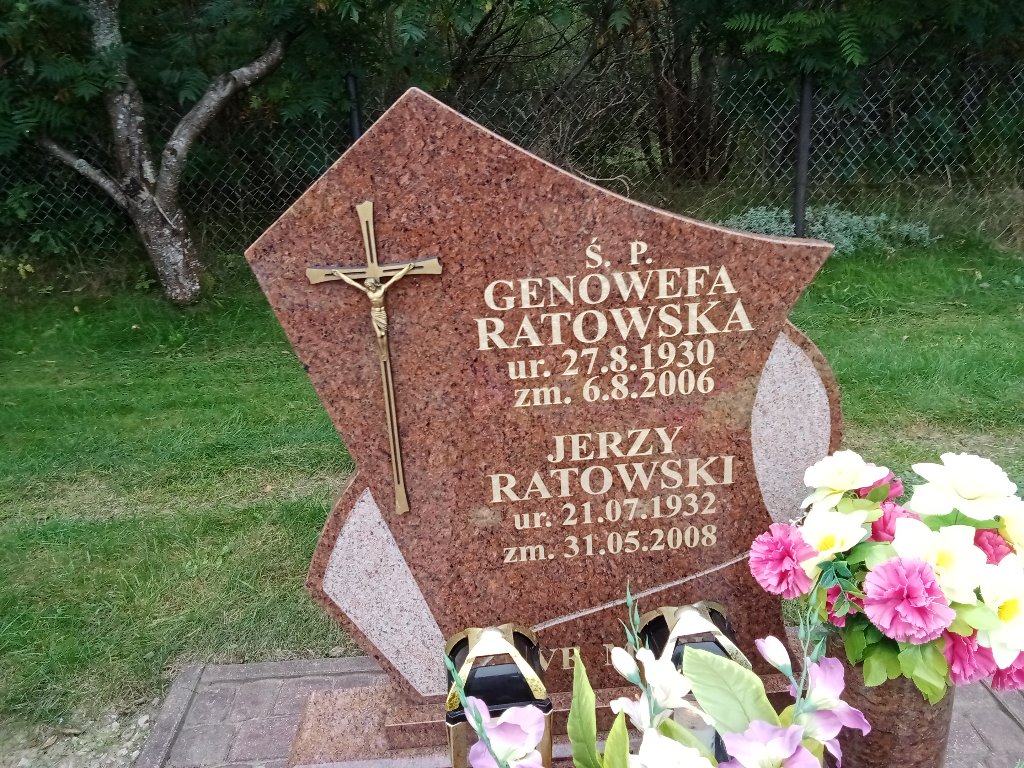 Ś. P.
GENOWEFA
RATOWSKA
ur. 27.8.1930
zm. 6.8.2006
JERZY
RATOWSKI
ur. 21.07.1932
zm. 31.05.2008